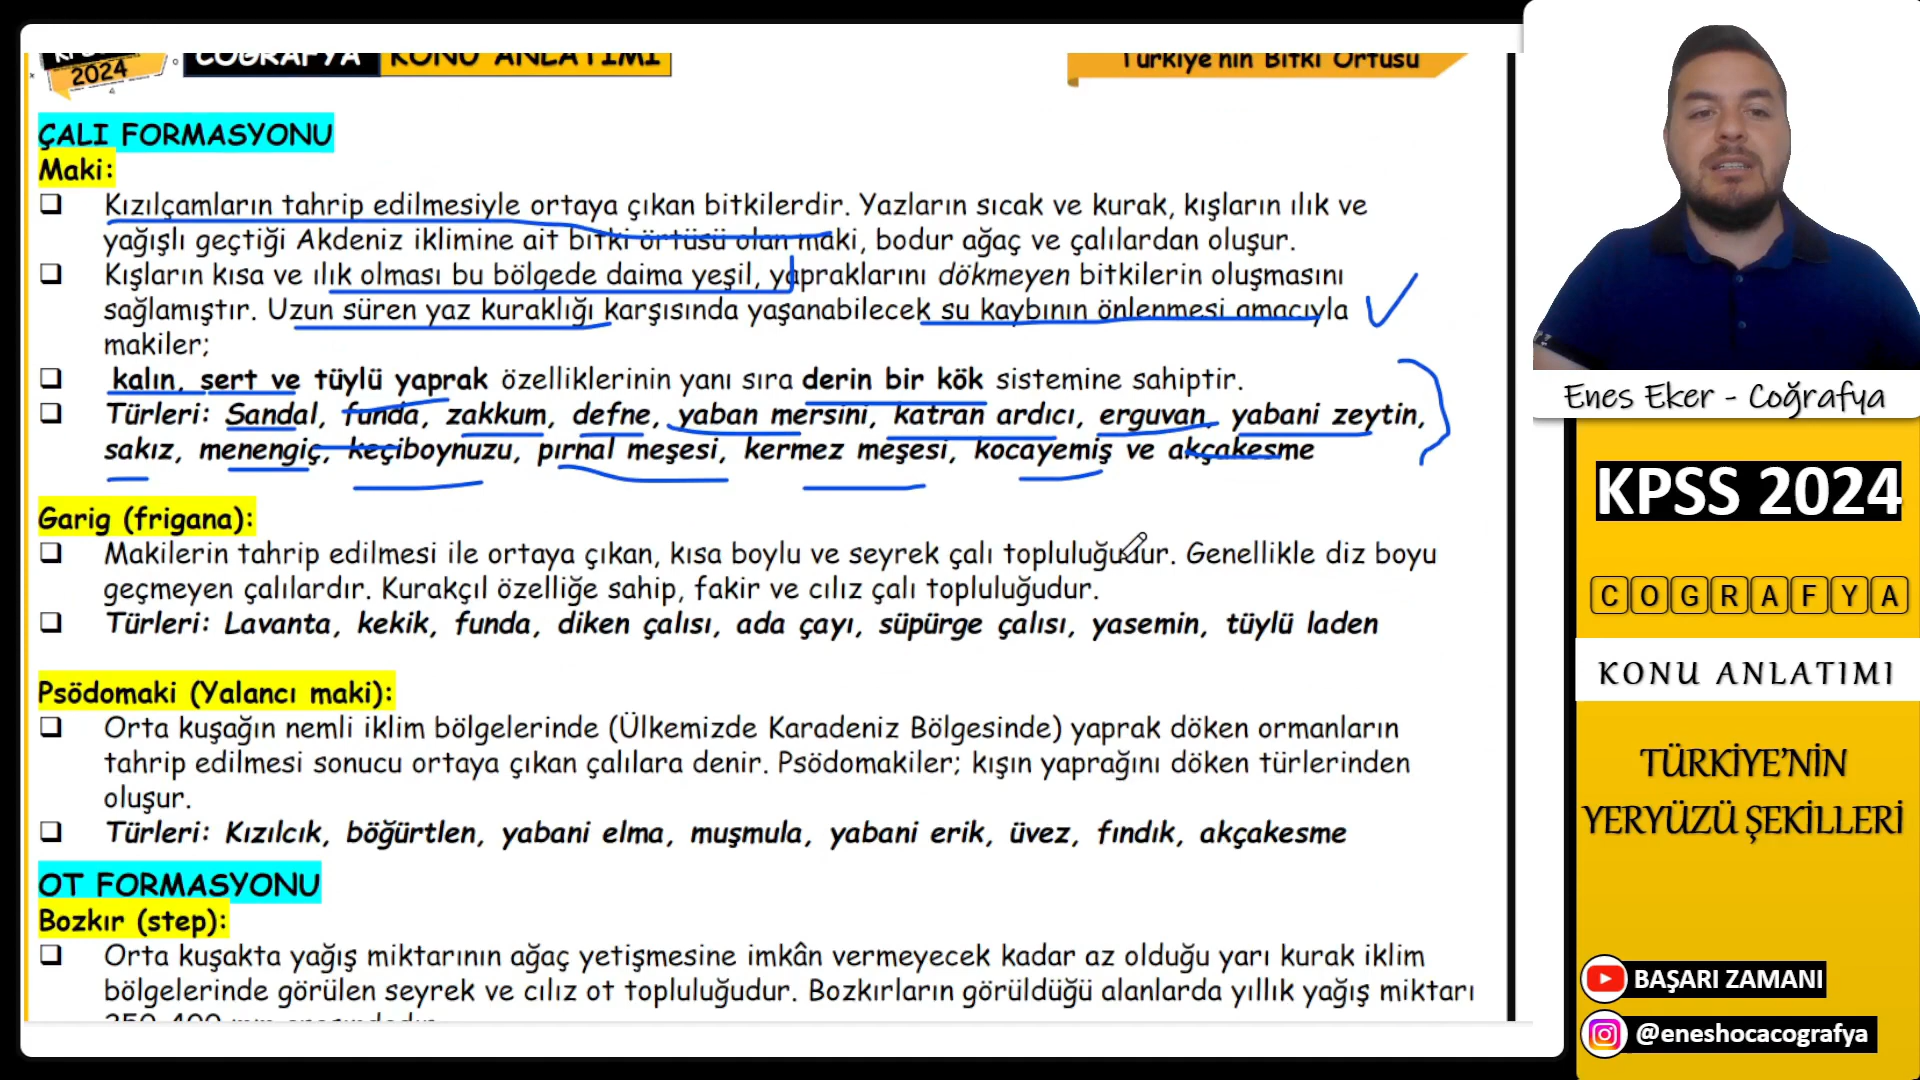 2024
COĞRAFYA KONU ANLATIMI
Türkiye'nin Bitki Örtüsü
ÇALI FORMASYONU
Maki:
❑ Kızılçamların tahrip edilmesiyle ortaya çıkan bitkilerdir. Yazların sıcak ve kurak, kışların ılık ve
yağışlı geçtiği Akdeniz iklimine ait bitki örtüsü olan maki, bodur ağaç ve çalılardan oluşur.
❑ Kışların kısa ve ılık olması bu bölgede daima yeşil, yapraklarını dökmeyen bitkilerin oluşmasını
sağlamıştır. Uzun süren yaz kuraklığı karşısında yaşanabilecek su kaybının önlenmesi amacıyla
makiler;
❑ kalın, sert ve tüylü yaprak özelliklerinin yanı sıra derin bir kök sistemine sahiptir.
❑ Türleri: Sandal, funda, zakkum, defne, yaban mersini, katran ardıcı, erguvan, yabani zeytin,
sakız, menengiç, keçiboynuzu, pırnal meşesi, kermez meşesi, kocayemiş ve akçakesme
Garig (frigana):
❑ Makilerin tahrip edilmesi ile ortaya çıkan, kısa boylu ve seyrek çalı topluluğudur. Genellikle diz boyu
geçmeyen çalılardır. Kurakçıl özelliğe sahip, fakir ve cılız çalı topluluğudur.
❑ Türleri: Lavanta, kekik, funda, diken çalısı, ada çayı, süpürge çalısı, yasemin, tüylü laden
Psödomaki (Yalancı maki):
❑ Orta kuşağın nemli iklim bölgelerinde (Ülkemizde Karadeniz Bölgesinde) yaprak döken ormanların
tahrip edilmesi sonucu ortaya çıkan çalılara denir. Psödomakiler; kışın yaprağını döken türlerinden
oluşur.
❑ Türleri: Kızılcık, böğürtlen, yabani elma, muşmula, yabani erik, üvez, fındık, akçakesme
OT FORMASYONU
Bozkır (step):
❑ Orta kuşakta yağış miktarının ağaç yetişmesine imkân vermeyecek kadar az olduğu yarı kurak iklim
bölgelerinde görülen seyrek ve cılız ot topluluğudur. Bozkırların görüldüğü alanlarda yıllık yağış miktarı
Enes Eker - Coğrafya
KPSS 2024
COGRAFYA
KONU ANLATIMI
TÜRKİYE'NİN
YERYÜZÜ ŞEKİLLERİ
BAŞARI ZAMANI
@eneshocacografya